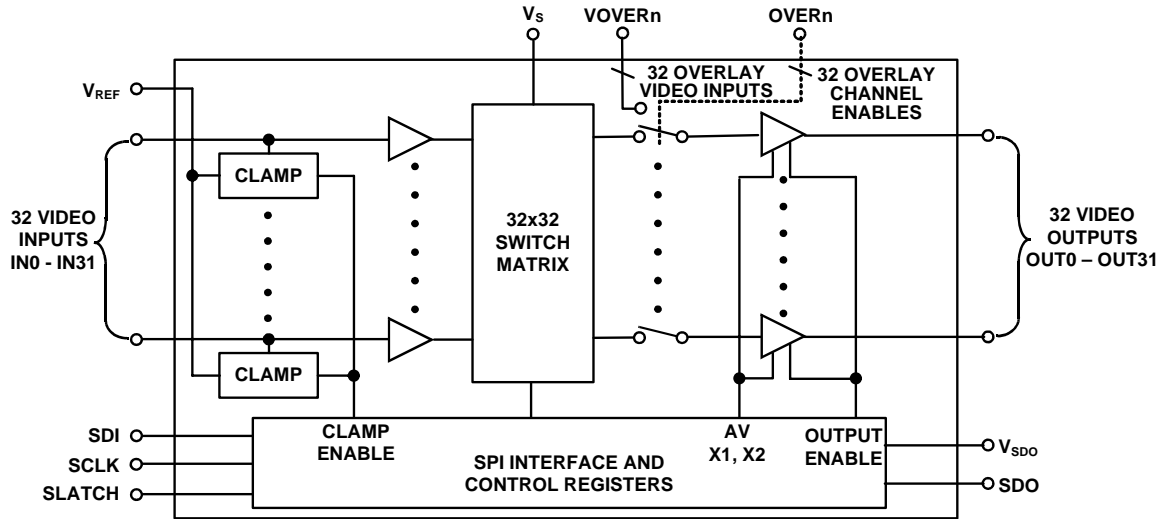 VS
VOVERn
OVERn
VREF
32 OVERLAY
VIDEO INPUTS
32 OVERLAY
CHANNEL
ENABLES
CLAMP
32 VIDEO
INPUTS
IN0 - IN31
32x32
SWITCH
MATRIX
32 VIDEO
OUTPUTS
OUT0 – OUT31
CLAMP
SDI
SCLK
SLATCH
CLAMP
ENABLE
SPI INTERFACE AND
CONTROL REGISTERS
AV
X1, X2
OUTPUT
ENABLE
VSDO
SDO